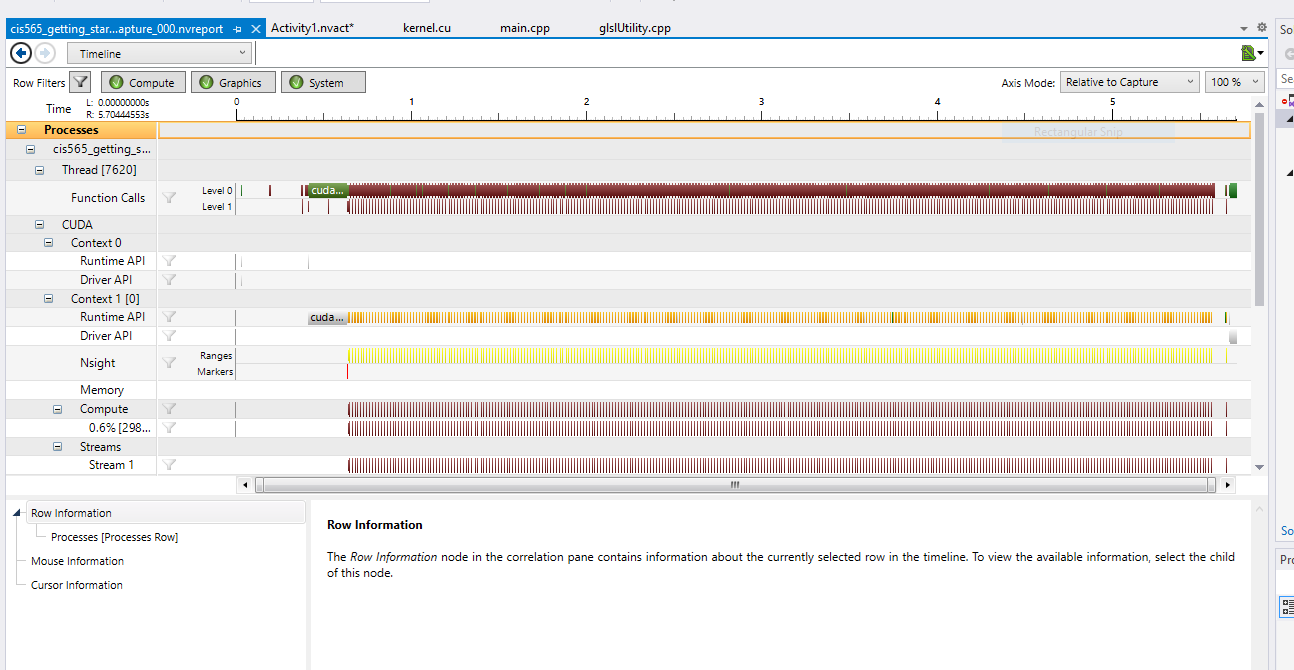 cis565_getting_star...apture_000.nvreport Activity1.nvact* kernel.cu main.cpp glslUtility.cpp So
Timeline
Row Filters Compute Graphics System Axis Mode: Relative to Capture 100 % Se
Time L: 0.00000000s R: 5.70444553s 0 1 2 3 4 5
Processes Rectangular Snip
cis565_getting_s...
Thread [7620]
Function Calls Level 0 cuda...
Level 1
CUDA
Context 0
Runtime API
Driver API
Context 1 [0]
Runtime API cuda...
Driver API
Nsight Ranges
Markers
Memory
Compute
0.6% [298...
Streams
Stream 1
Row Information
Processes [Processes Row]
Mouse Information
Cursor Information
Row Information
The Row Information node in the correlation pane contains information about the currently selected row in the timeline. To view the available information, select the child
of this node.
So
Pro